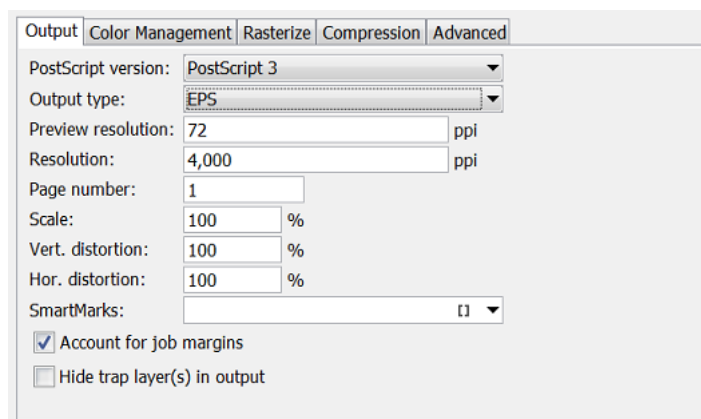 Output Color Management Rasterize Compression Advanced
PostScript version: PostScript 3
Output type: EPS
Preview resolution: 72 ppi
Resolution: 4,000 ppi
Page number: 1
Scale: 100 %
Vert. distortion: 100 %
Hor. distortion: 100 %
SmartMarks: []
Account for job margins
Hide trap layer(s) in output